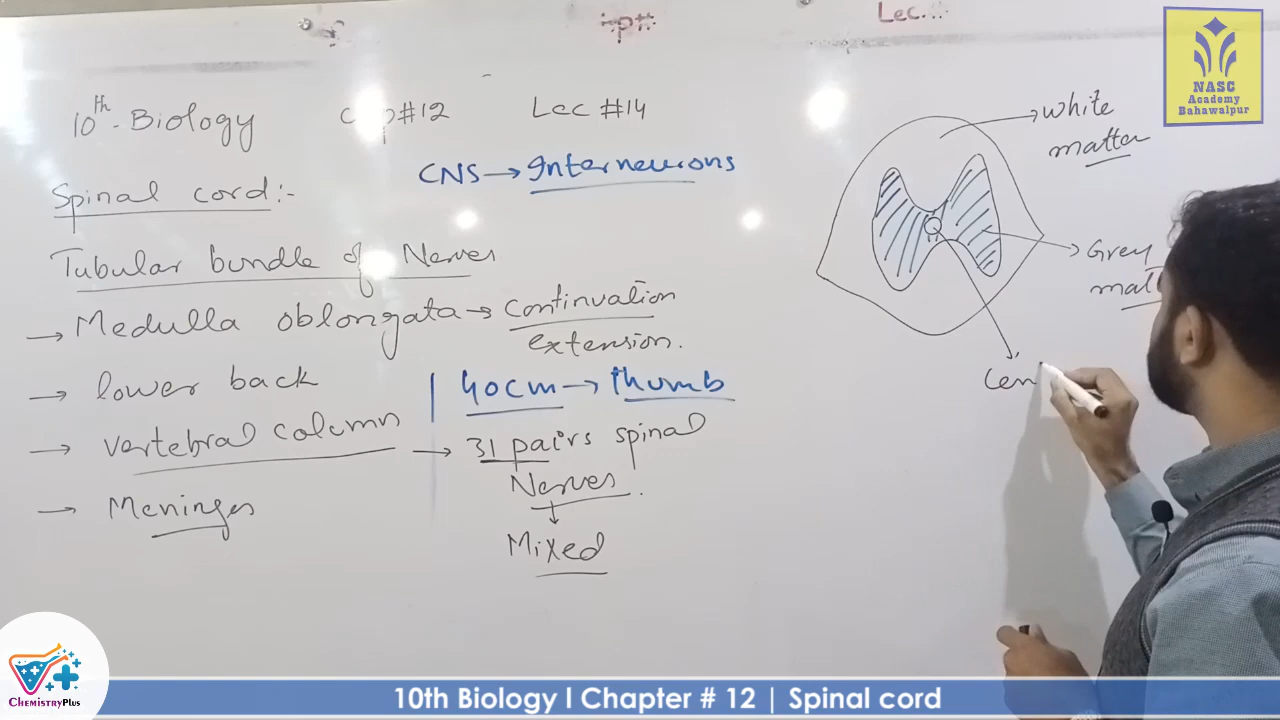 Lec.
10th. Biology
#12
Lec #14
CNS → Interneurons
Spinal cord:-
Tubular bundle of Nerves
→ Medulla oblongata → Continuation
extension.
→ lower back
40cm → thumb
→ vertebral column
→ 31 pairs spinal
Nerves.
Mixed
→ Meninges
→ white
matter
→ Grey
mat
Cen
NASC
Academy
Bahawalpur
ChemistryPlus
10th Biology I Chapter # 12 | Spinal cord